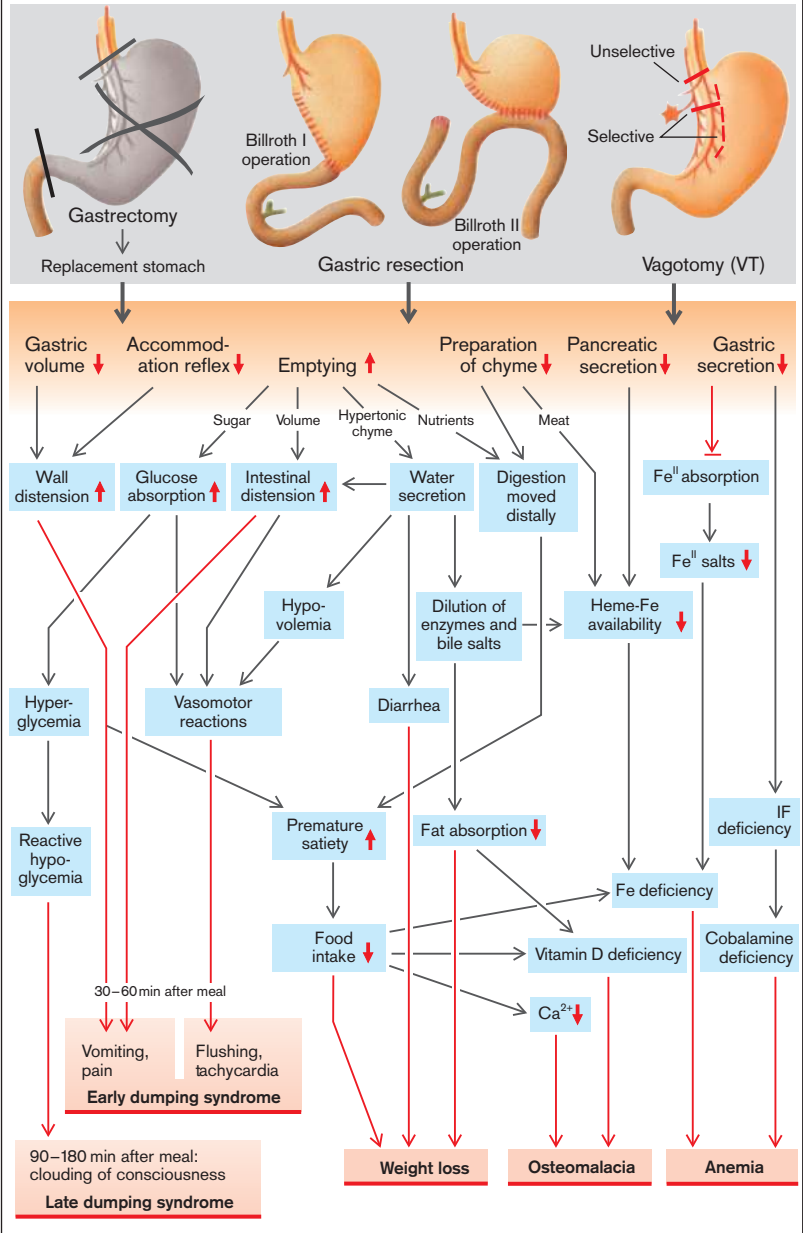 Unselective
Selective
Billroth I
operation
Billroth II
operation
Gastrectomy
Replacement stomach
Gastric resection
Vagotomy (VT)
Gastric
volume
Accommod-
ation reflex
Emptying
Preparation
of chyme
Pancreatic
secretion
Gastric
secretion
Sugar
Volume
Hypertonic
chyme
Nutrients
Meat
Wall
distension
Glucose
absorption
Intestinal
distension
Water
secretion
Digestion
moved
distally
Fe^II absorption
Fe^II salts
Hypo-
volemia
Dilution of
enzymes and
bile salts
Heme-Fe
availability
Hyper-
glycemia
Vasomotor
reactions
Diarrhea
Premature
satiety
Fat absorption
IF
deficiency
Reactive
hypo-
glycemia
Fe deficiency
Food
intake
Vitamin D deficiency
Cobalamine
deficiency
30–60 min after meal
Ca²⁺
Vomiting,
pain
Flushing,
tachycardia
Early dumping syndrome
90–180 min after meal:
clouding of consciousness
Late dumping syndrome
Weight loss
Osteomalacia
Anemia